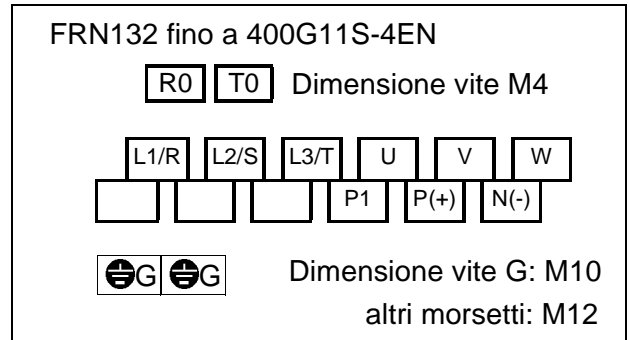 FRN132 fino a 400G11S-4EN
R0 T0 Dimensione vite M4
L1/R L2/S L3/T U V W
P1 P(+) N(-)
G G Dimensione vite G: M10
altri morsetti: M12